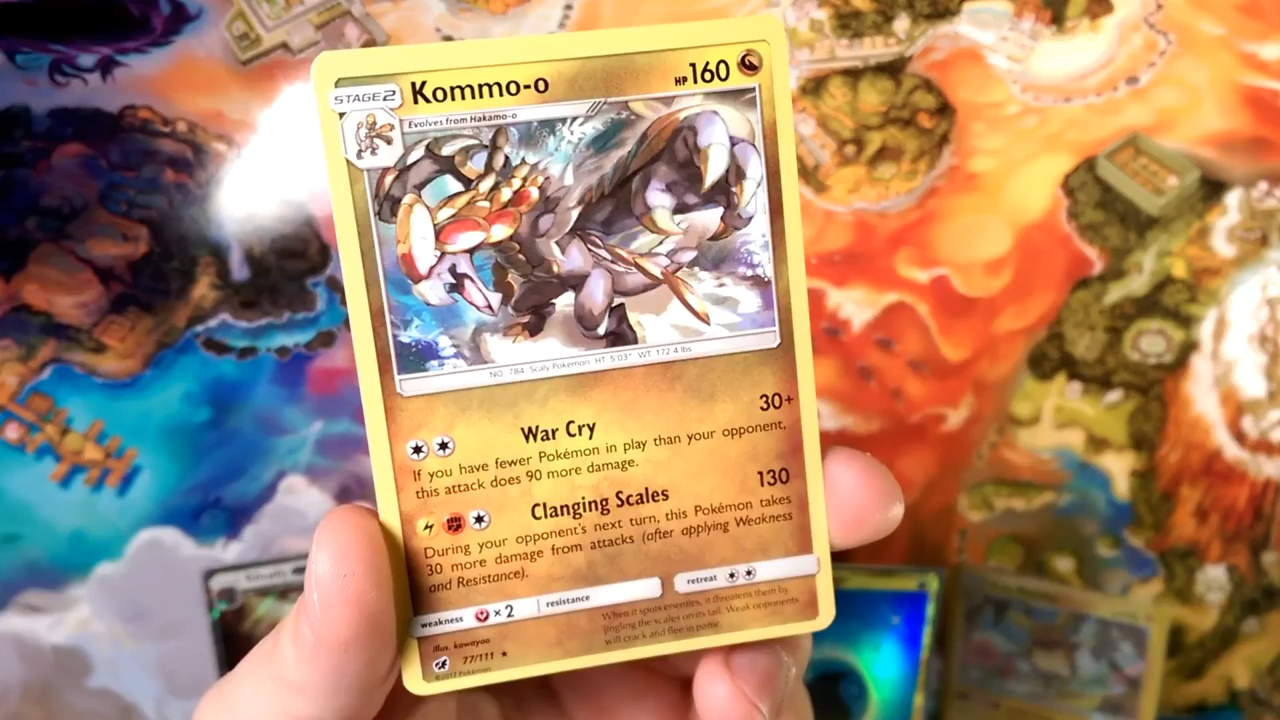 STAGE2 Kommo-o HP 160
Evolves from Hakamo-o
NO. 784 Scaly Pokémon HT 5'03" WT 172.4 lbs
War Cry 30+
If you have fewer Pokémon in play than your opponent,
this attack does 90 more damage.
Clanging Scales 130
During your opponent's next turn, this Pokémon takes
30 more damage from attacks (after applying Weakness
and Resistance).
weakness × 2 resistance retreat
When it spots enemies, it threatens them by
jingling the scales on its tail. Weak opponents
will crack and flee in panic.
Illus. kawayoo
77/111 ★
©2017 Pokémon